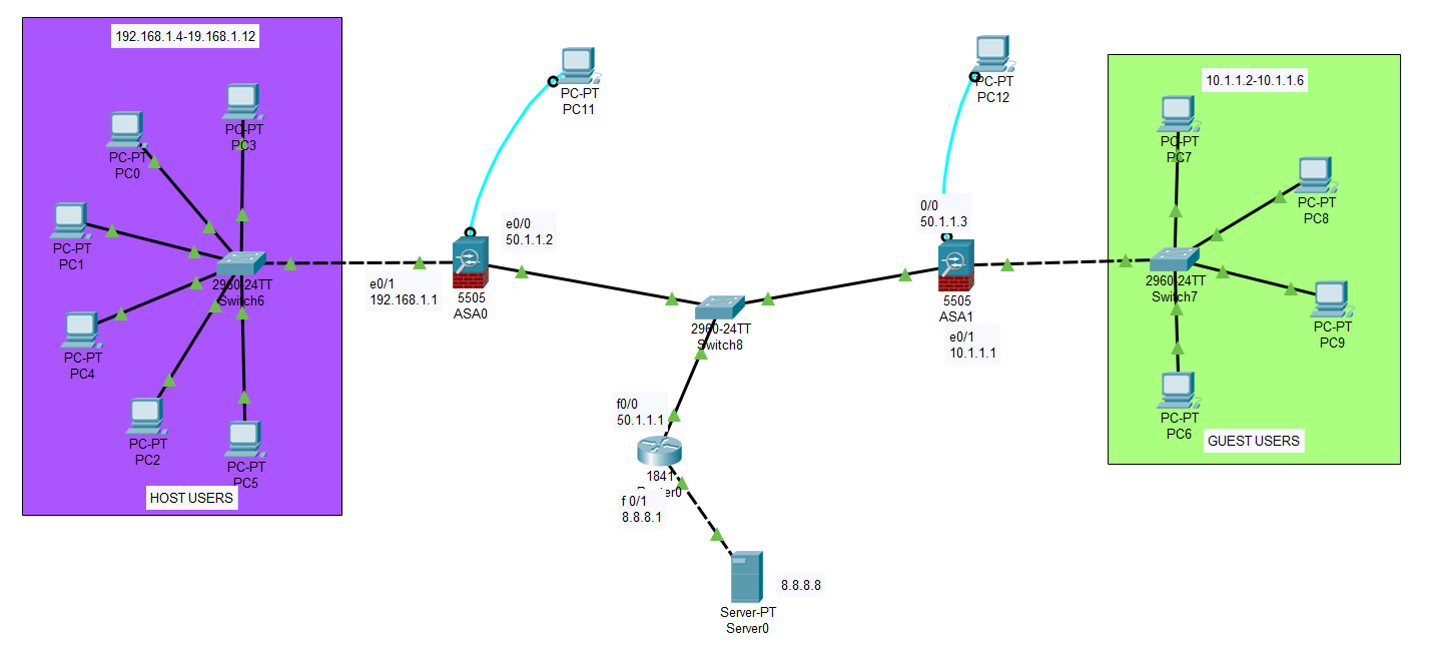 192.168.1.4-19.168.1.12
PC-PT
PC3
PC-PT
PC0
PC-PT
PC1
2960-24TT
Switch6
PC-PT
PC4
PC-PT
PC2
PC-PT
PC5
HOST USERS
PC-PT
PC11
e0/0
50.1.1.2
e0/1
192.168.1.1
5505
ASA0
2960-24TT
Switch8
f0/0
50.1.1.1
1841
Router0
f 0/1
8.8.8.1
8.8.8.8
Server-PT
Server0
PC-PT
PC12
0/0
50.1.1.3
5505
ASA1
e0/1
10.1.1.1
10.1.1.2-10.1.1.6
PC-PT
PC7
PC-PT
PC8
2960-24TT
Switch7
PC-PT
PC9
PC-PT
PC6
GUEST USERS